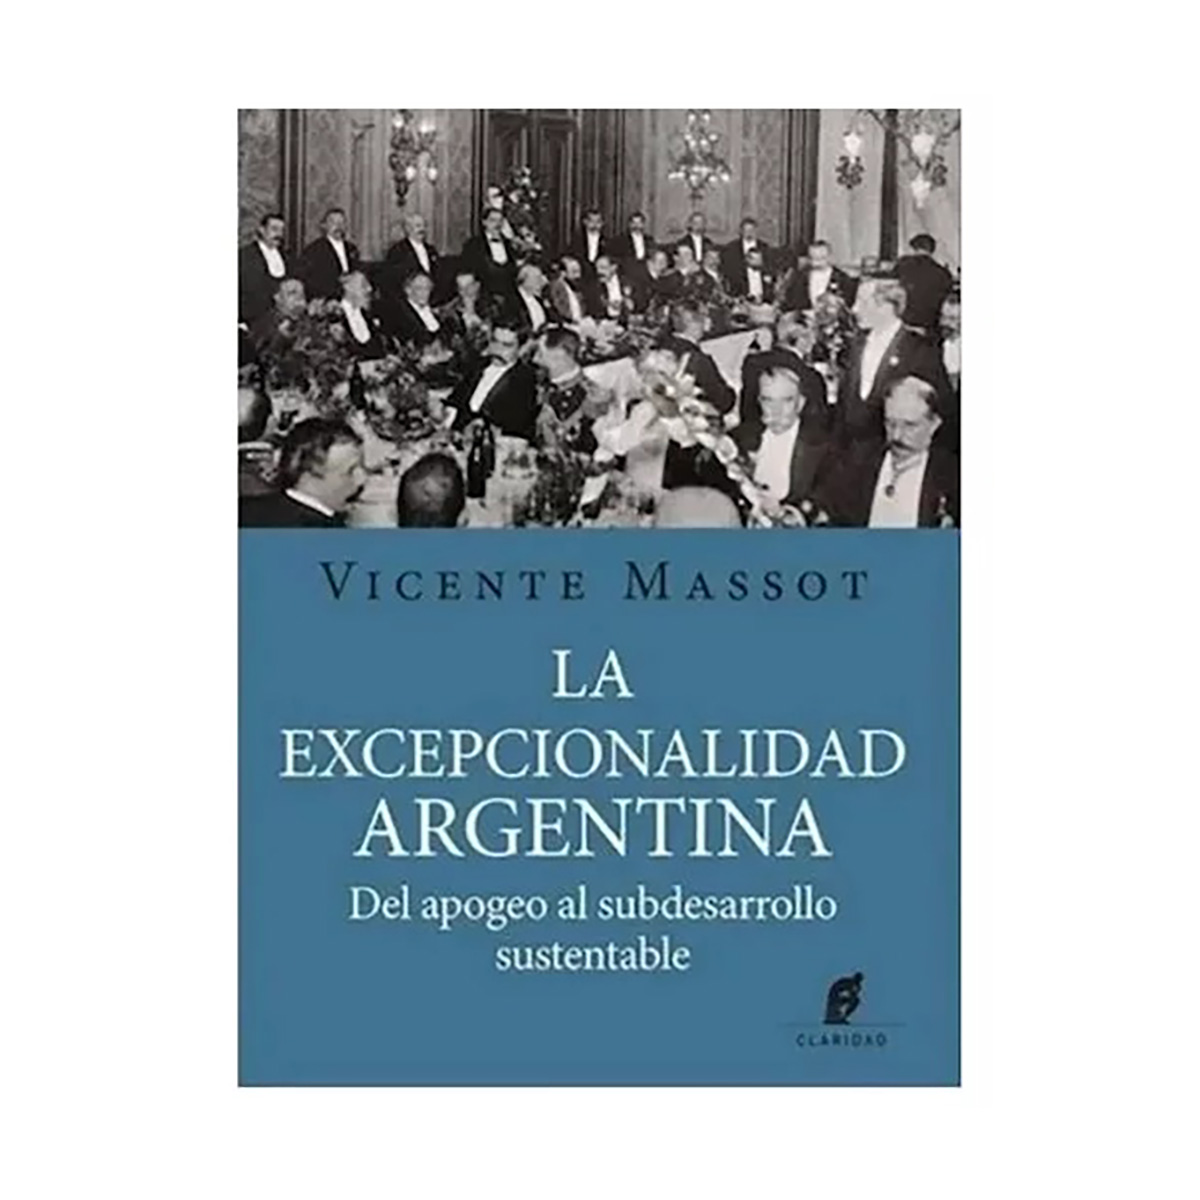 VICENTE MASSOT
LA
EXCEPCIONALIDAD
ARGENTINA
Del apogeo al subdesarrollo
sustentable
CLARIDAD